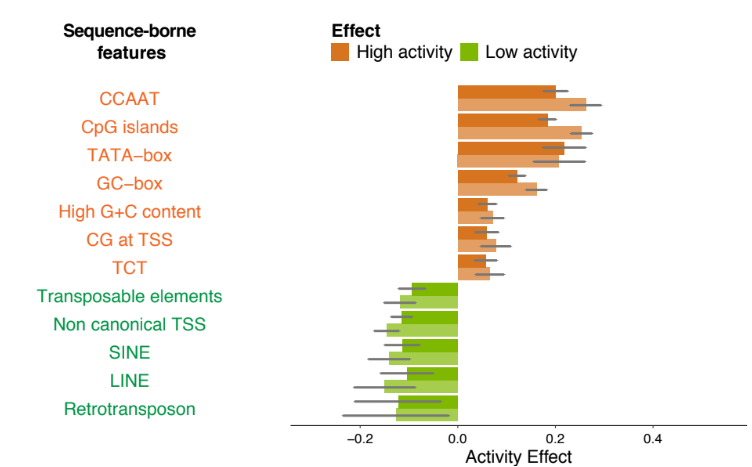 Sequence-borne
features
Effect
High activity
Low activity
CCAAT
CpG islands
TATA−box
GC−box
High G+C content
CG at TSS
TCT
Transposable elements
Non canonical TSS
SINE
LINE
Retrotransposon
−0.2 0.0 0.2 0.4
Activity Effect